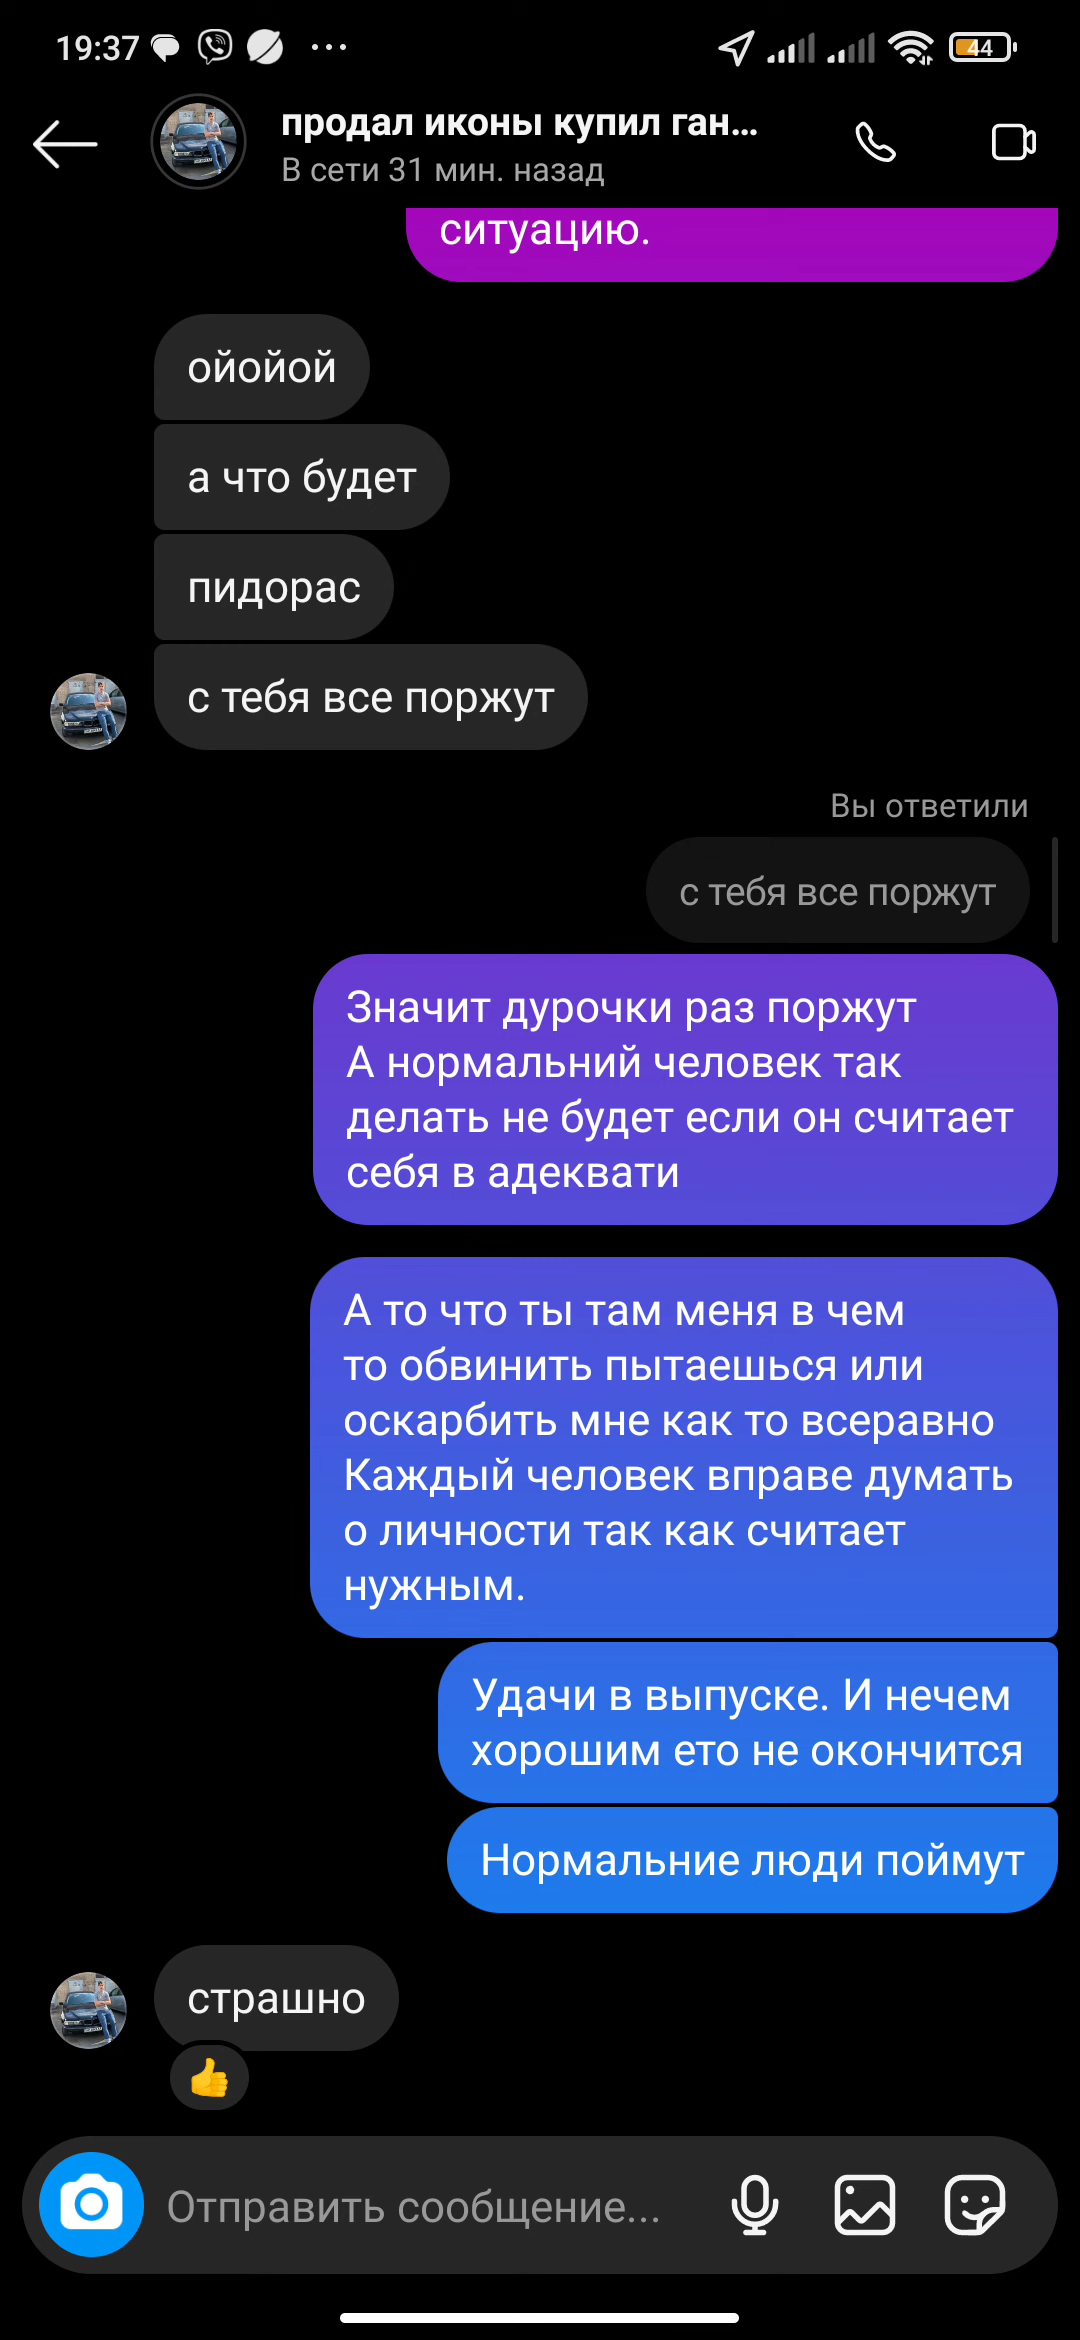 19:37
44
продал иконы купил ган...
В сети 31 мин. назад
ситуацию.
ойойой
а что будет
пидорас
с тебя все поржут
Вы ответили
с тебя все поржут
Значит дурочки раз поржут
А нормальний человек так
делать не будет если он считает
себя в адеквати
А то что ты там меня в чем
то обвинить пытаешься или
оскарбить мне как то всеравно
Каждый человек вправе думать
о личности так как считает
нужным.
Удачи в выпуске. И нечем
хорошим ето не окончится
Нормальние люди поймут
страшно
Отправить сообщение...